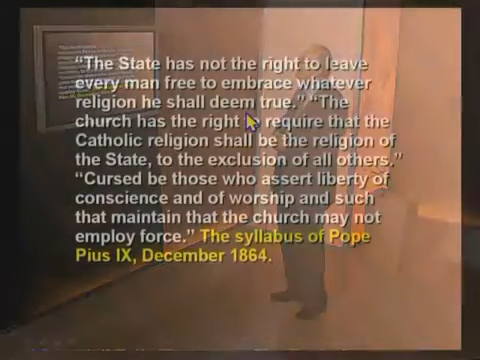 “The State has not the right to leave
every man free to embrace whatever
religion he shall deem true.” “The
church has the right to require that the
Catholic religion shall be the religion of
the State, to the exclusion of all others.”
“Cursed be those who assert liberty of
conscience and of worship and such
that maintain that the church may not
employ force.” The syllabus of Pope
Pius IX, December 1864.